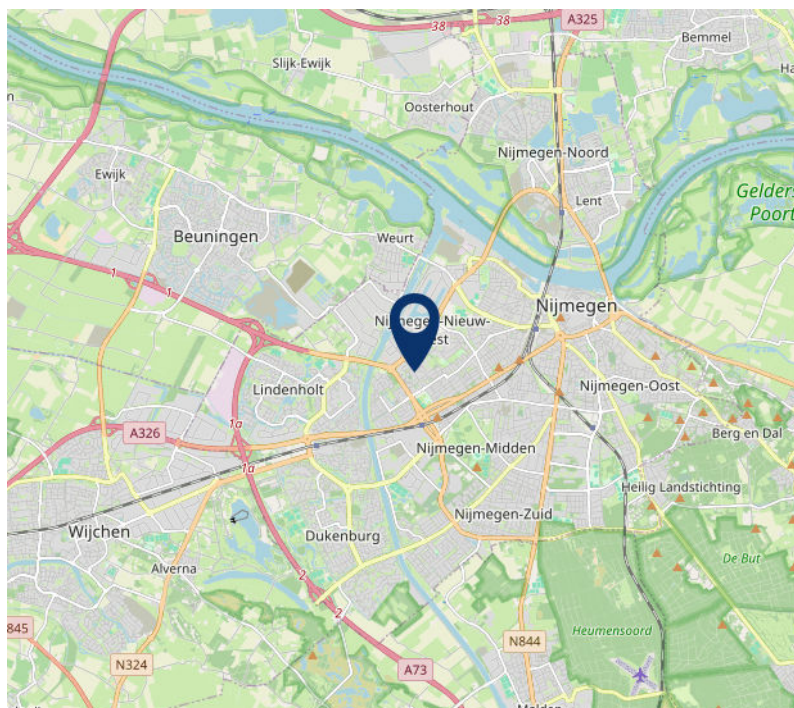 38
38
A325
Bemmel
Slijk-Ewijk
Oosterhout
Nijmegen-Noord
Ewijk
Lent
Gelders
Poort
Beuningen
Weurt
1
1
Nijmegen
Nijmegen-Nieuw-
est
Lindenholt
Nijmegen-Oost
1a
A326
Berg en Dal
Nijmegen-Midden
1a
Heilig Landstichting
Nijmegen-Zuid
Wijchen
Dukenburg
De But
Alverna
2
2
Heumensoord
845
N324
N844
A73